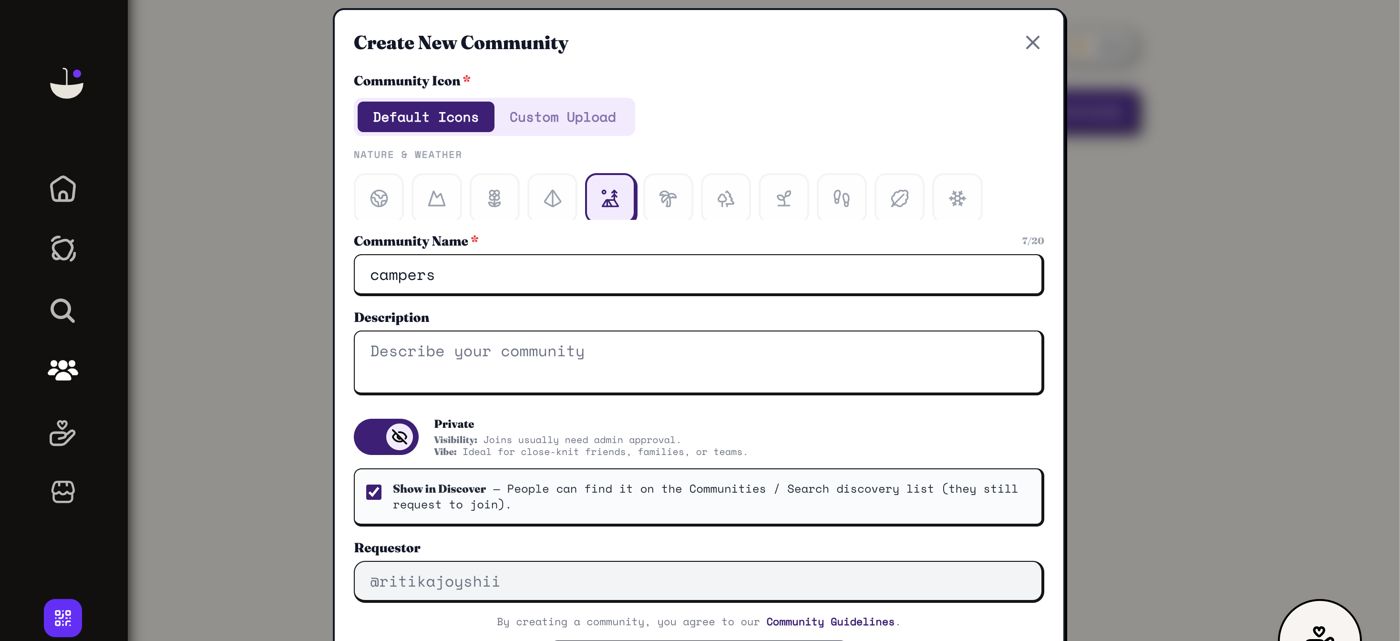 Create New Community
Community Icon *
Default Icons
Custom Upload
NATURE & WEATHER
Community Name *
7/20
campers
Description
Describe your community
Private
Visibility: Joins usually need admin approval.
Vibe: Ideal for close-knit friends, families, or teams.
Show in Discover — People can find it on the Communities / Search discovery list (they still
request to join).
Requestor
@ritikajoyshii
By creating a community, you agree to our Community Guidelines.